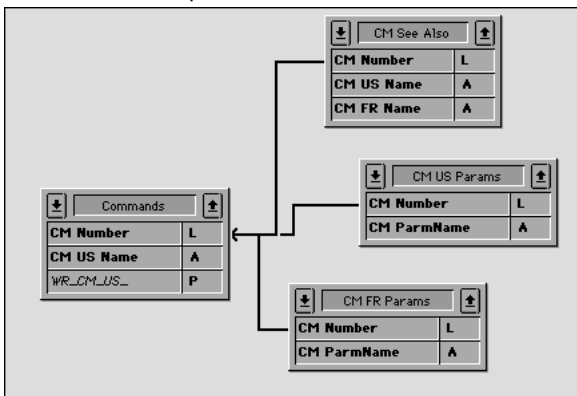 CM See Also
CM Number L
CM US Name A
CM FR Name A
CM US Params
CM Number L
CM ParmName A
Commands
CM Number L
CM US Name A
WR_CM_US_ P
CM FR Params
CM Number L
CM ParmName A